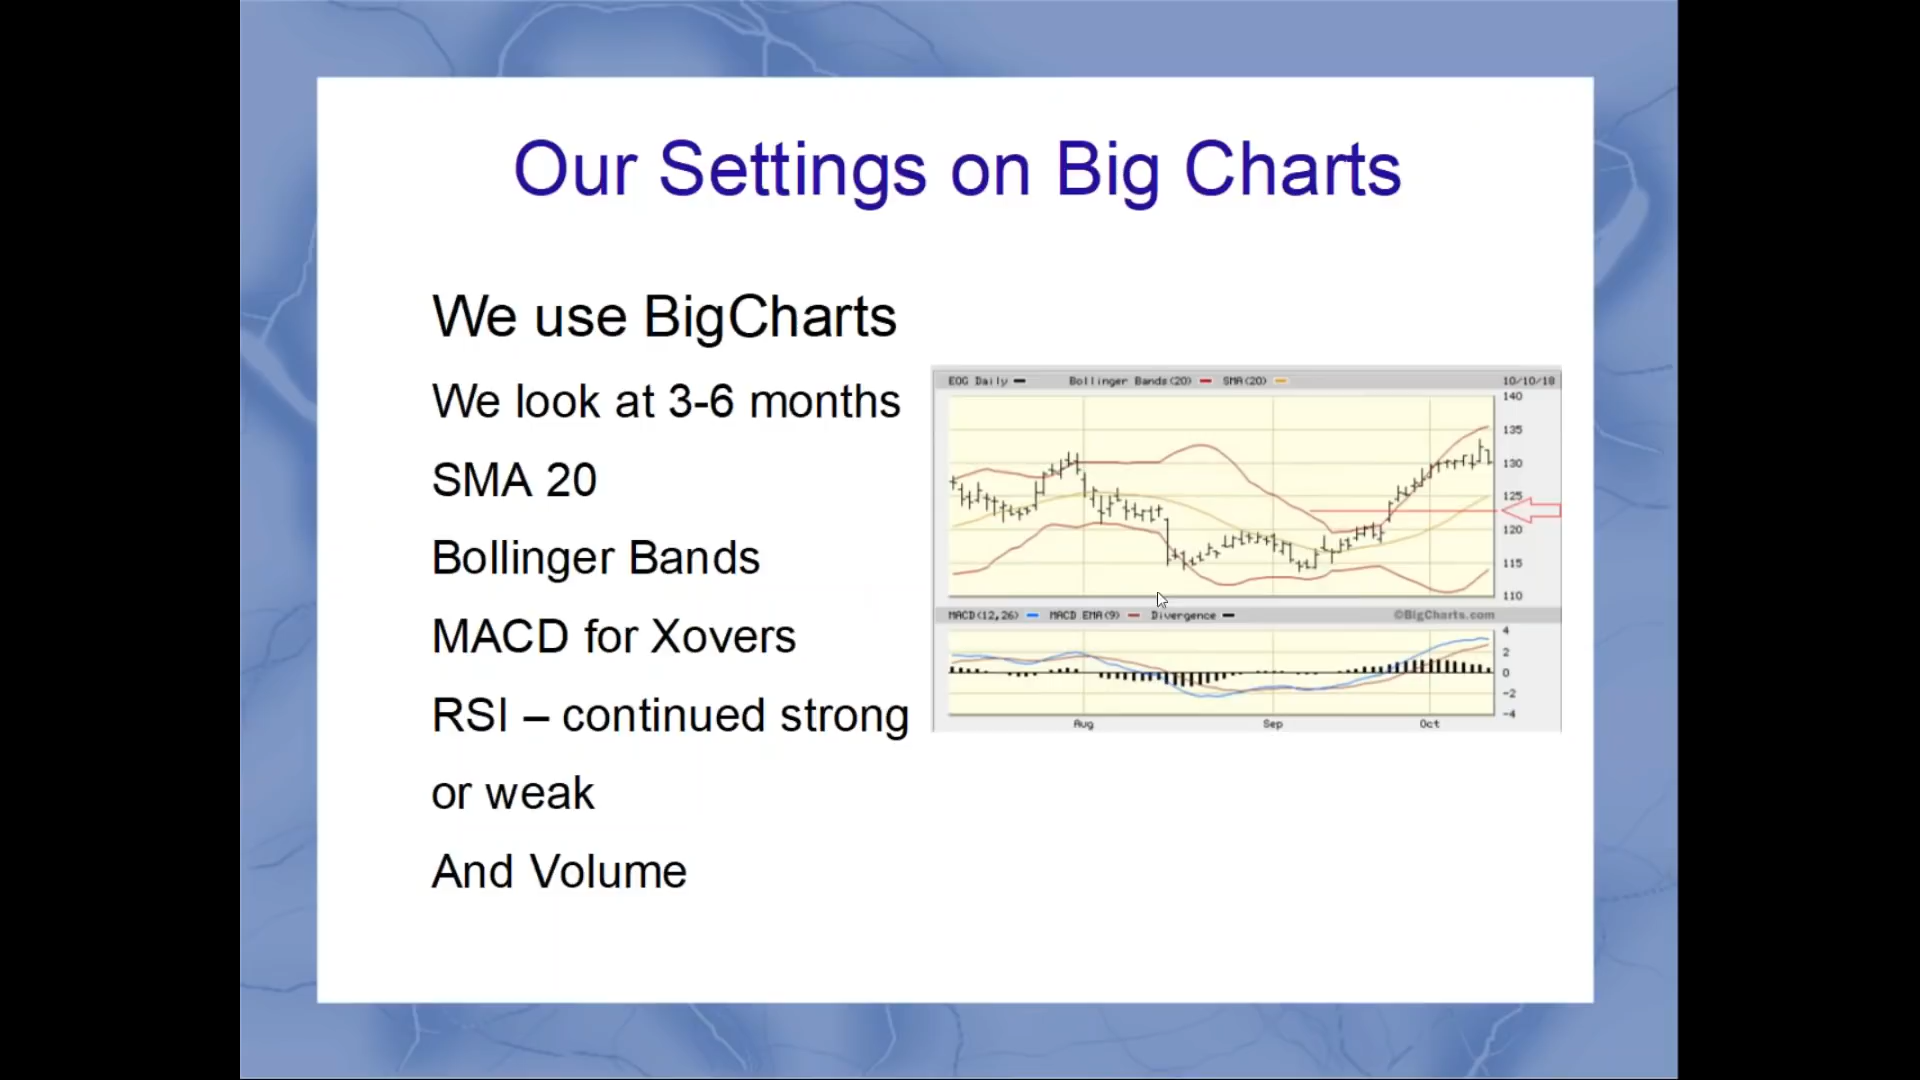 Our Settings on Big Charts
We use BigCharts
We look at 3-6 months
SMA 20
Bollinger Bands
MACD for Xovers
RSI – continued strong
or weak
And Volume
EOG Daily Bollinger Bands(20) SMA(20) 10/10/18
140
135
130
125
120
115
110
MACD(12,26) MACD EMA(9) Divergence ©BigCharts.com
4
2
0
-2
-4
Aug Sep Oct